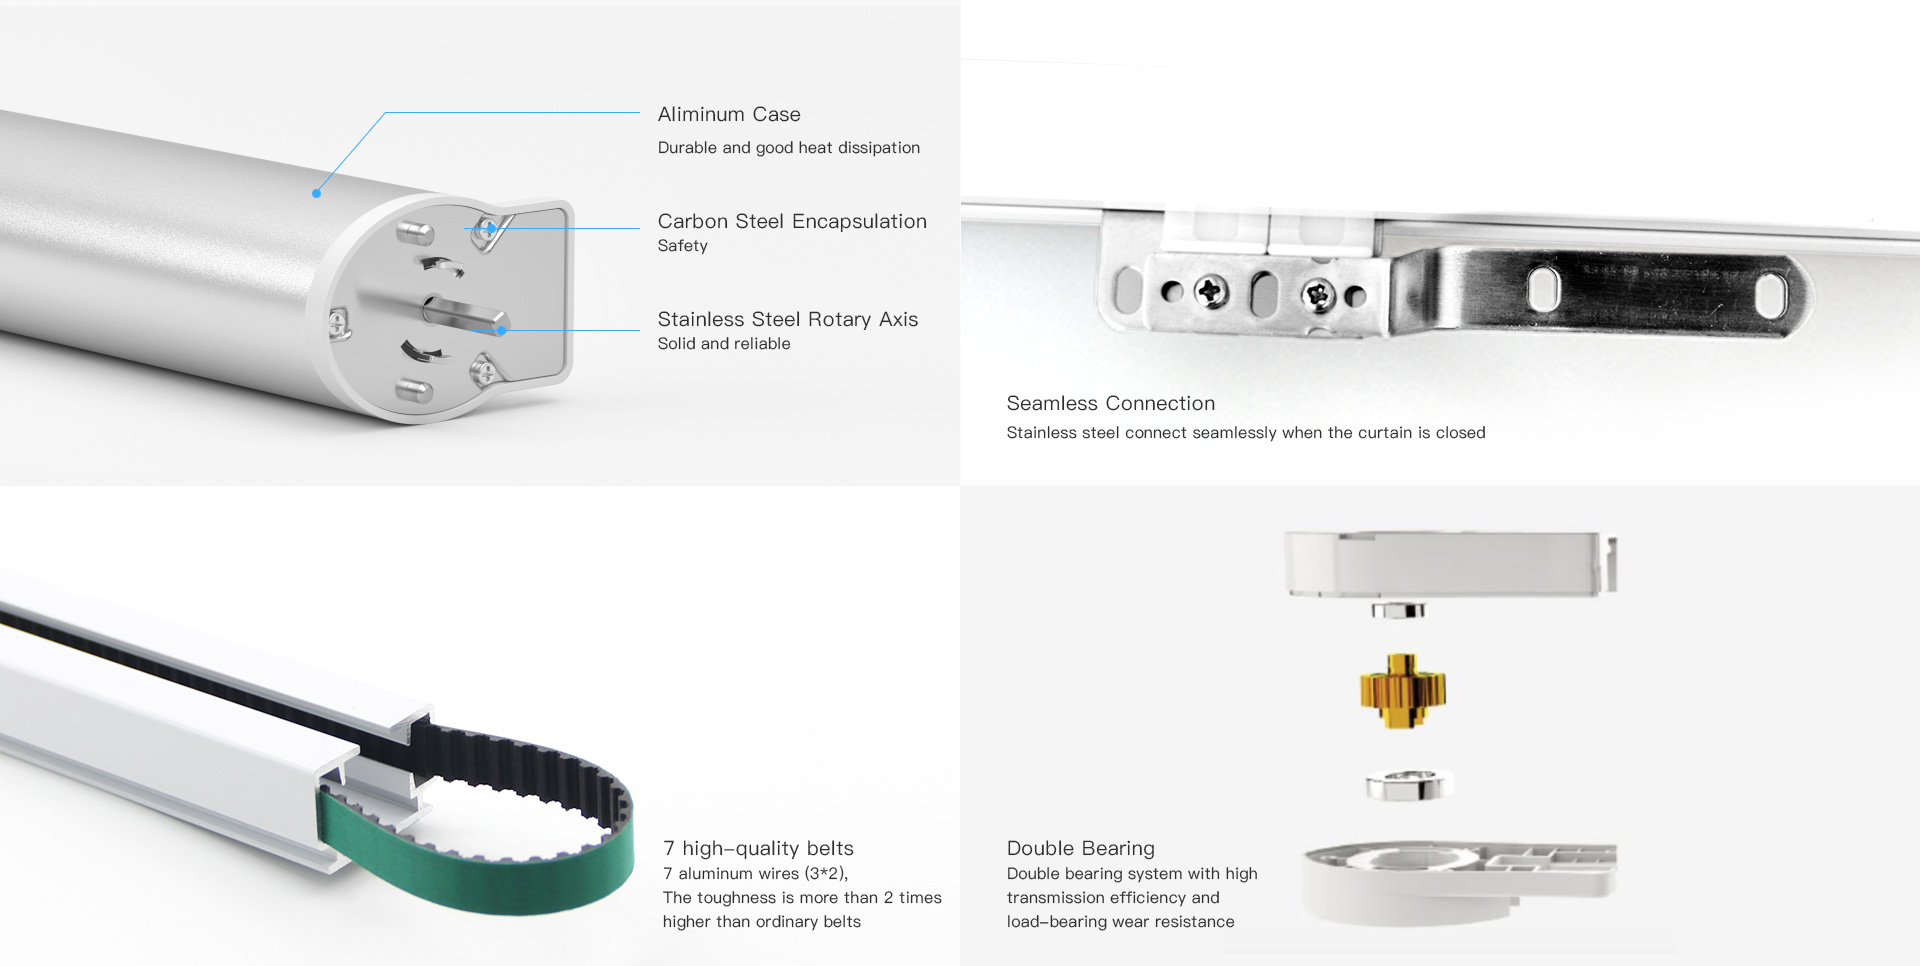 Aliminum Case
Durable and good heat dissipation
Carbon Steel Encapsulation
Safety
Stainless Steel Rotary Axis
Solid and reliable
Seamless Connection
Stainless steel connect seamlessly when the curtain is closed
7 high-quality belts
7 aluminum wires (3*2),
The toughness is more than 2 times
higher than ordinary belts
Double Bearing
Double bearing system with high
transmission efficiency and
load-bearing wear resistance